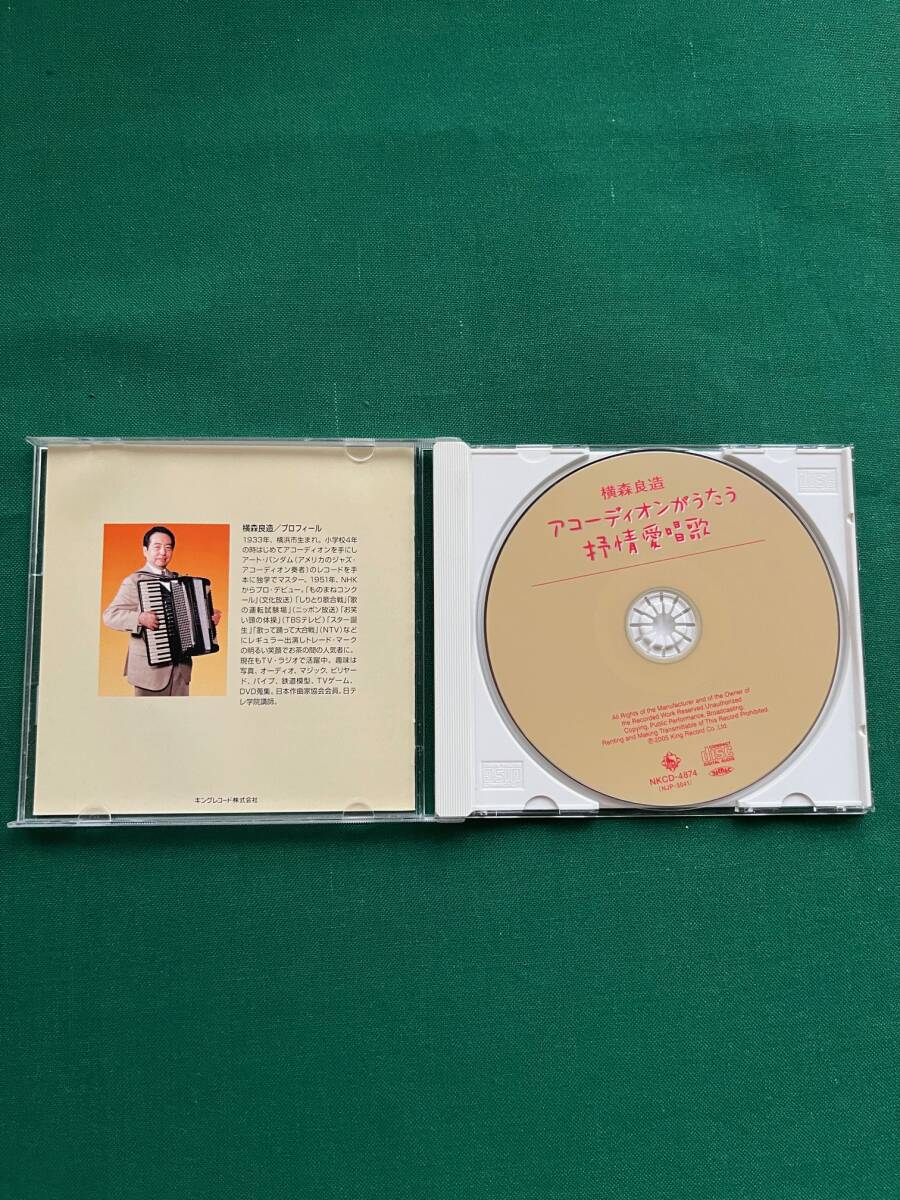 横森良造／プロフィール
1933年、横浜市生まれ。小学校4年
の時はじめてアコーディオンを手にし
アート・バンダム（アメリカのジャズ・
アコーディオン奏者）のレコードを手
本に独学でマスター。1951年、NHK
からプロ・デビュー。「ものまねコンク
ール」（文化放送）「しりとり歌合戦」「歌
の運転試験場」（ニッポン放送）「お笑
い頭の体操」（TBSテレビ）「スター誕
生」「歌って踊って大合戦」（NTV）など
にレギュラー出演しトレード・マーク
の明るい笑顔でお茶の間の人気者に。
現在もTV・ラジオで活躍中。趣味は
写真、オーディオ、マジック、ビリヤー
ド、パイプ、鉄道模型、TVゲーム、
DVD蒐集。日本作曲家協会会員。日テ
レ学院講師。
キングレコード株式会社
横森良造
アコーディオンがうたう
抒情愛唱歌
All Rights of the Manufacturer and of the Owner of
the Recorded Work Reserved.Unauthorized
Copying, Public Performance, Broadcasting,
Renting and Making Transmittable of This Record Prohibited.
℗2005 King Record Co.,Ltd.
NKCD-4874
(NJP-5541)
COMPACT
disc
DIGITAL AUDIO